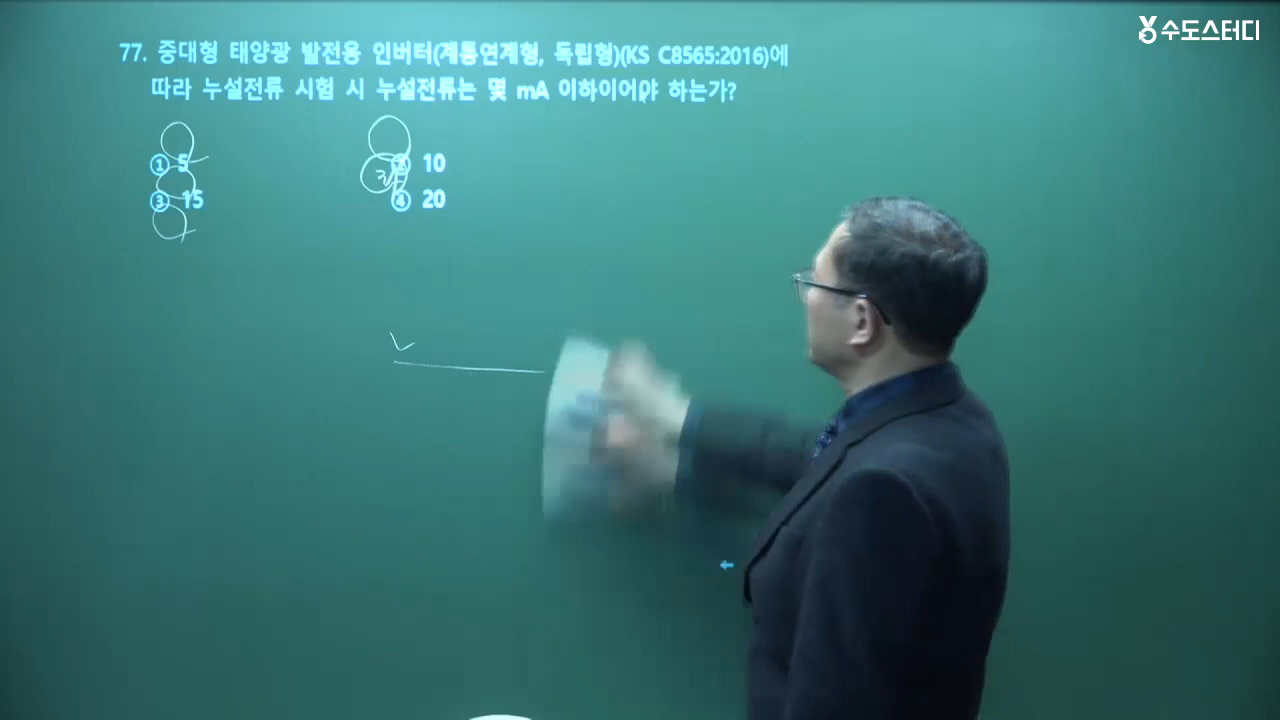 수도스터디
77. 중대형 태양광 발전용 인버터(계통연계형, 독립형)(KS C8565:2016)에
따라 누설전류 시험 시 누설전류는 몇 mA 이하이어야 하는가?
① 5 ② 10
③ 15 ④ 20